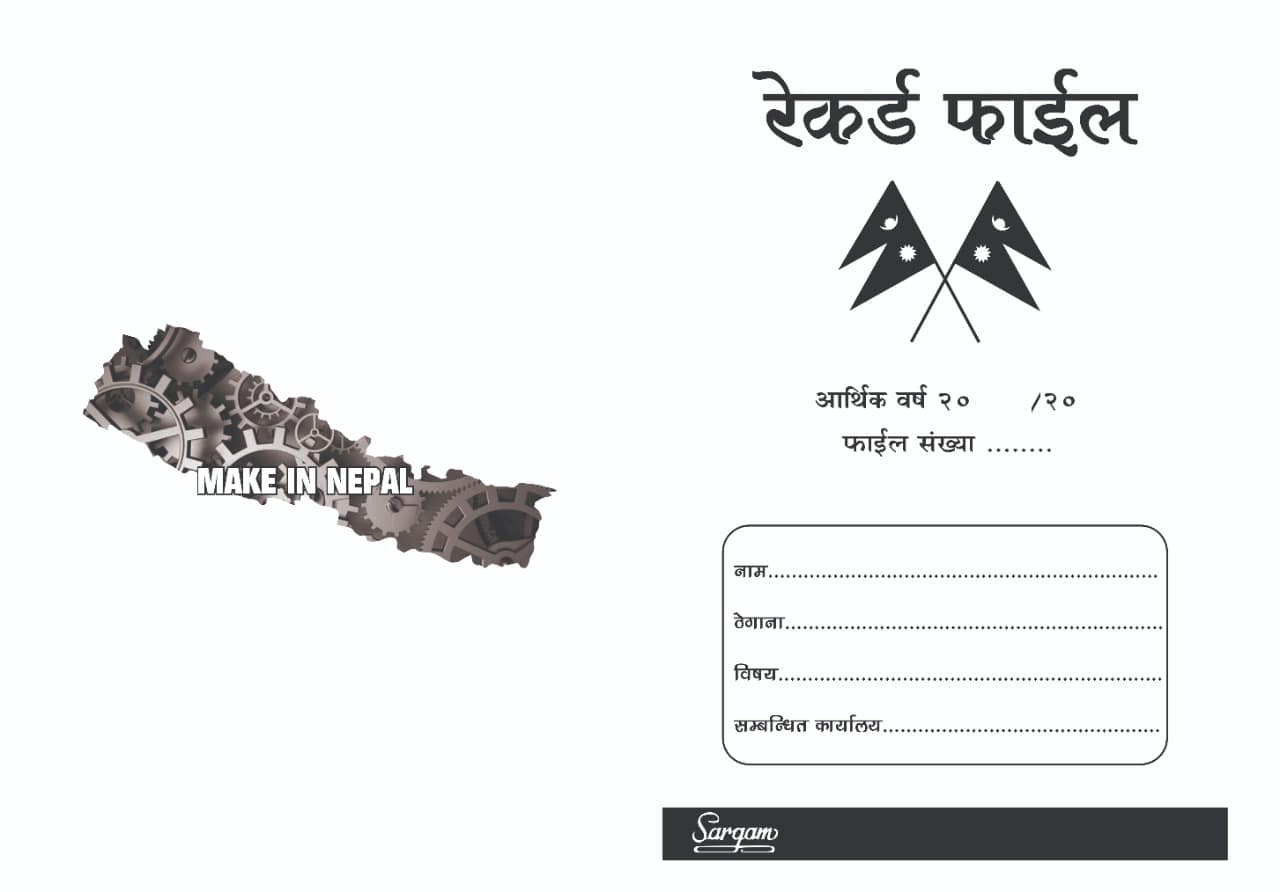 रेकर्ड फाईल
आर्थिक वर्ष २० /२०
फाईल संख्या ........
MAKE IN NEPAL
नाम.................................................................
ठेगाना................................................................
विषय................................................................
सम्बन्धित कार्यालय..............................................
Sargam